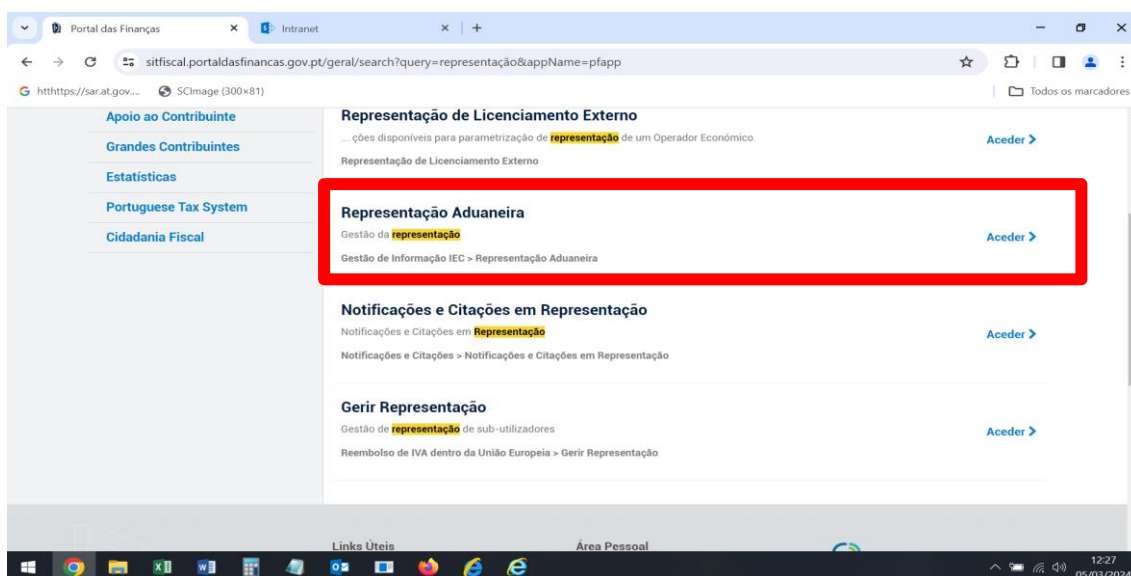 Portal das Finanças
Intranet
sitfiscal.portaldasfinancas.gov.pt/geral/search?query=representação&appName=pfapp
htthttps://sar.at.gov....
SCImage (300×81)
Todos os marcadores
Apoio ao Contribuinte
Grandes Contribuintes
Estatísticas
Portuguese Tax System
Cidadania Fiscal
Representação de Licenciamento Externo
... ções disponíveis para parametrização de representação de um Operador Económico.
Representação de Licenciamento Externo
Aceder
Representação Aduaneira
Gestão da representação
Gestão de Informação IEC > Representação Aduaneira
Aceder
Notificações e Citações em Representação
Notificações e Citações em Representação
Notificações e Citações > Notificações e Citações em Representação
Aceder
Gerir Representação
Gestão de representação de sub-utilizadores
Reembolso de IVA dentro da União Europeia > Gerir Representação
Aceder
Links Úteis
Área Pessoal
12:27
05/03/2024